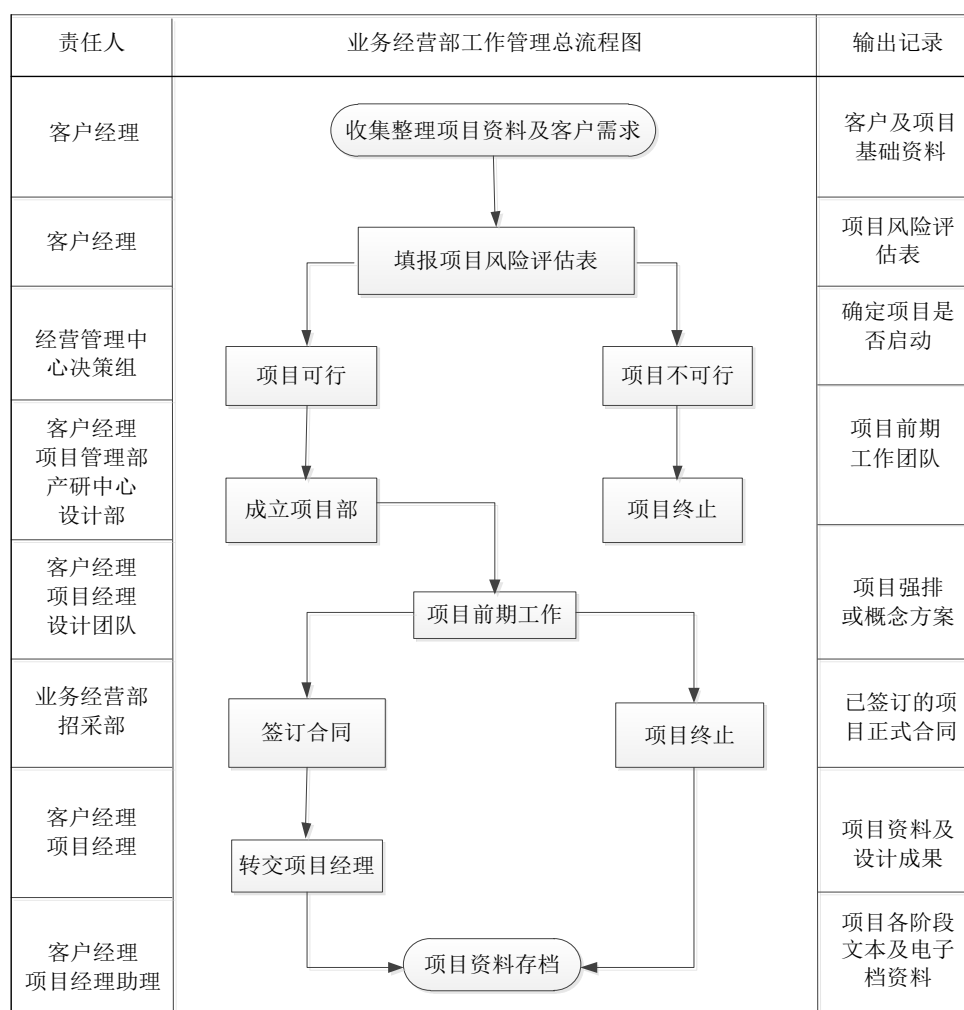 责任人
业务经营部工作管理总流程图
输出记录
客户经理
收集整理项目资料及客户需求
客户及项目
基础资料
客户经理
填报项目风险评估表
项目风险评
估表
经营管理中
心决策组
项目可行
项目不可行
确定项目是
否启动
客户经理
项目管理部
产研中心
设计部
成立项目部
项目终止
项目前期
工作团队
客户经理
项目经理
设计团队
项目前期工作
项目强排
或概念方案
业务经营部
招采部
签订合同
项目终止
已签订的项
目正式合同
客户经理
项目经理
转交项目经理
项目资料及
设计成果
客户经理
项目经理助理
项目资料存档
项目各阶段
文本及电子
档资料